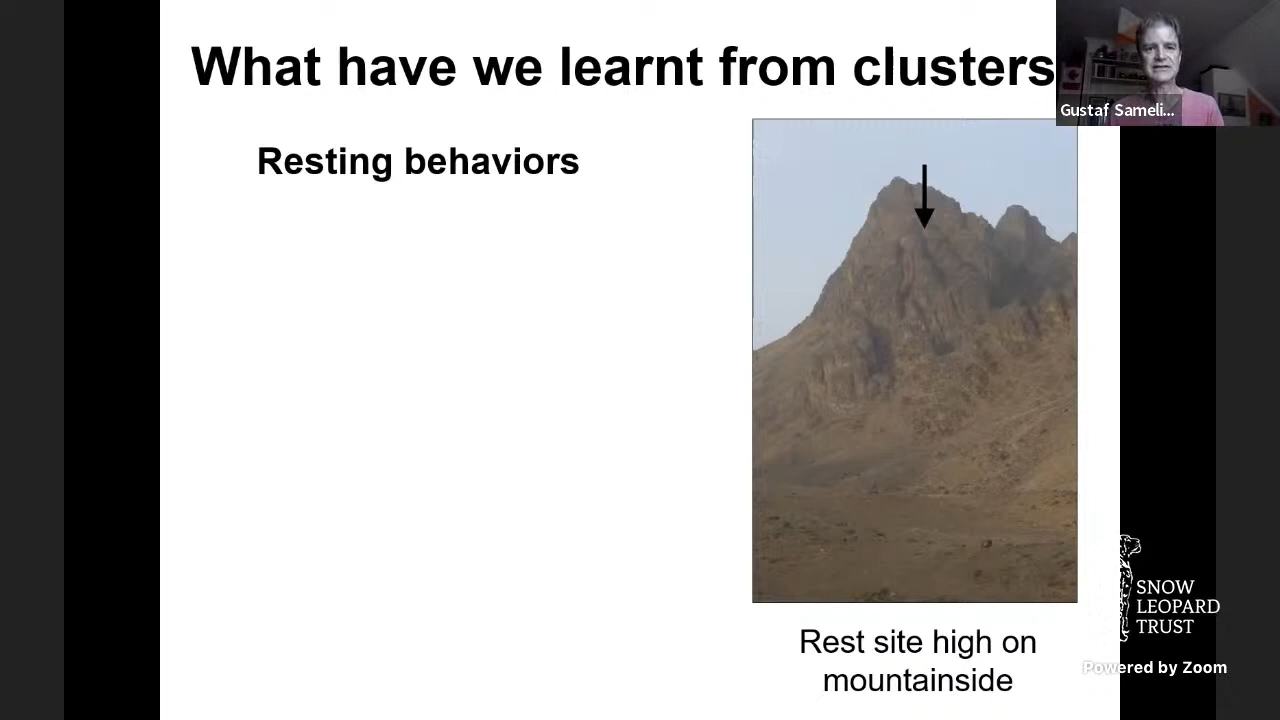 What have we learnt from clusters
Gustaf Sameli...
Resting behaviors
Rest site high on
mountainside
SNOW
LEOPARD
TRUST
Powered by Zoom